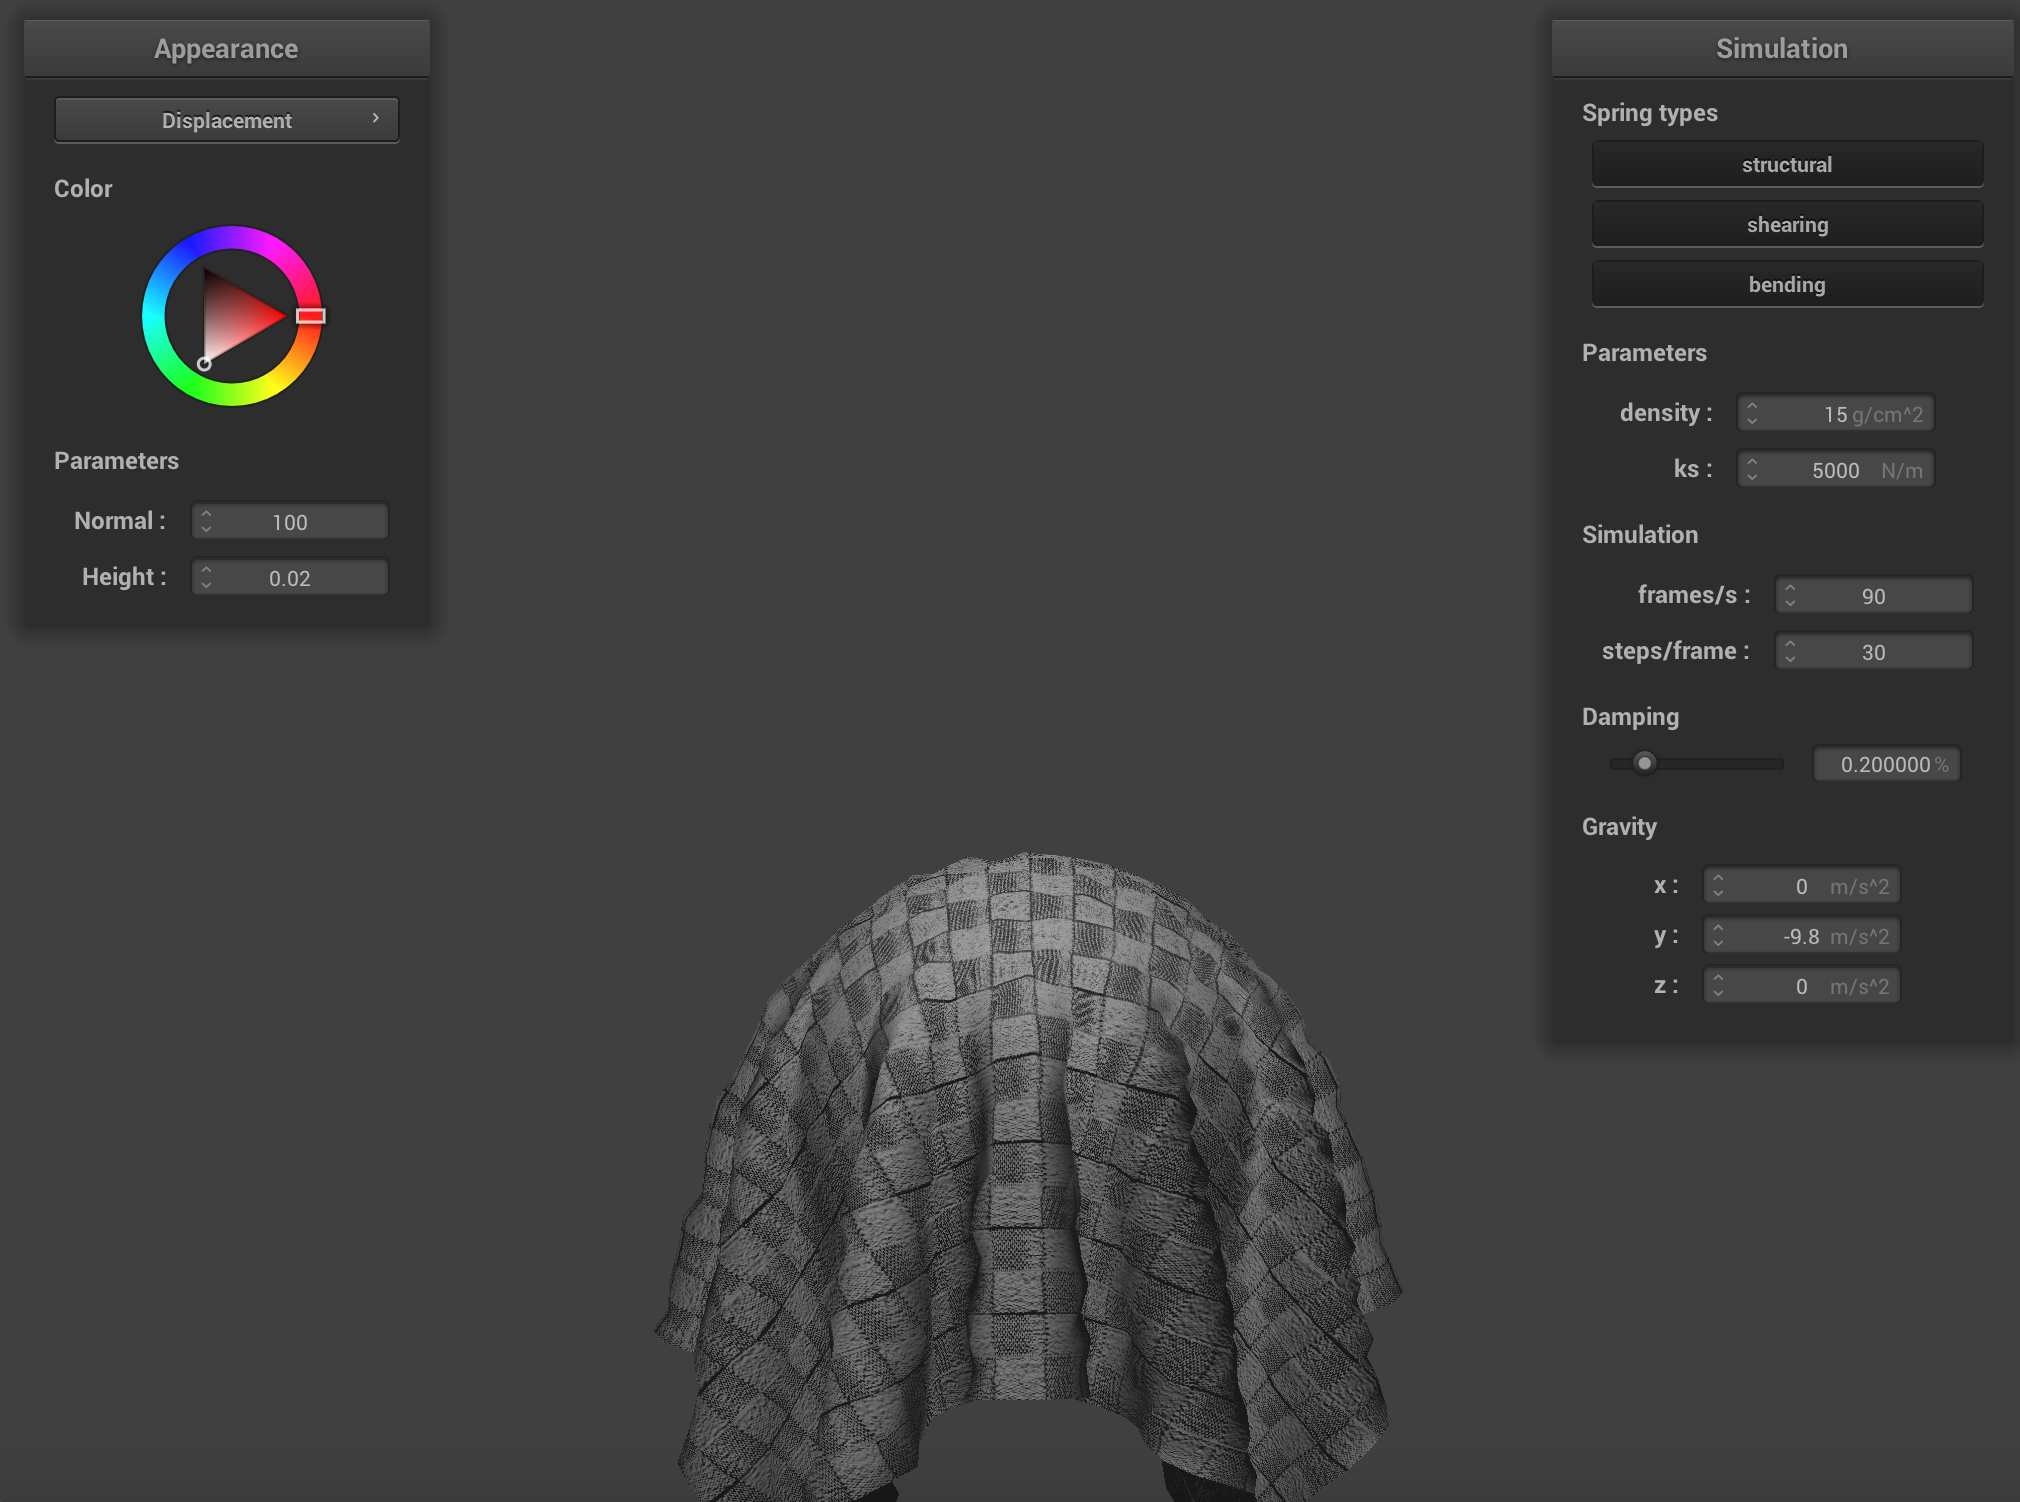 Appearance
Displacement
Color
Parameters
Normal : 100
Height : 0.02
Simulation
Spring types
structural
shearing
bending
Parameters
density : 15 g/cm^2
ks : 5000 N/m
Simulation
frames/s : 90
steps/frame : 30
Damping
0.200000 %
Gravity
x : 0 m/s^2
y : -9.8 m/s^2
z : 0 m/s^2